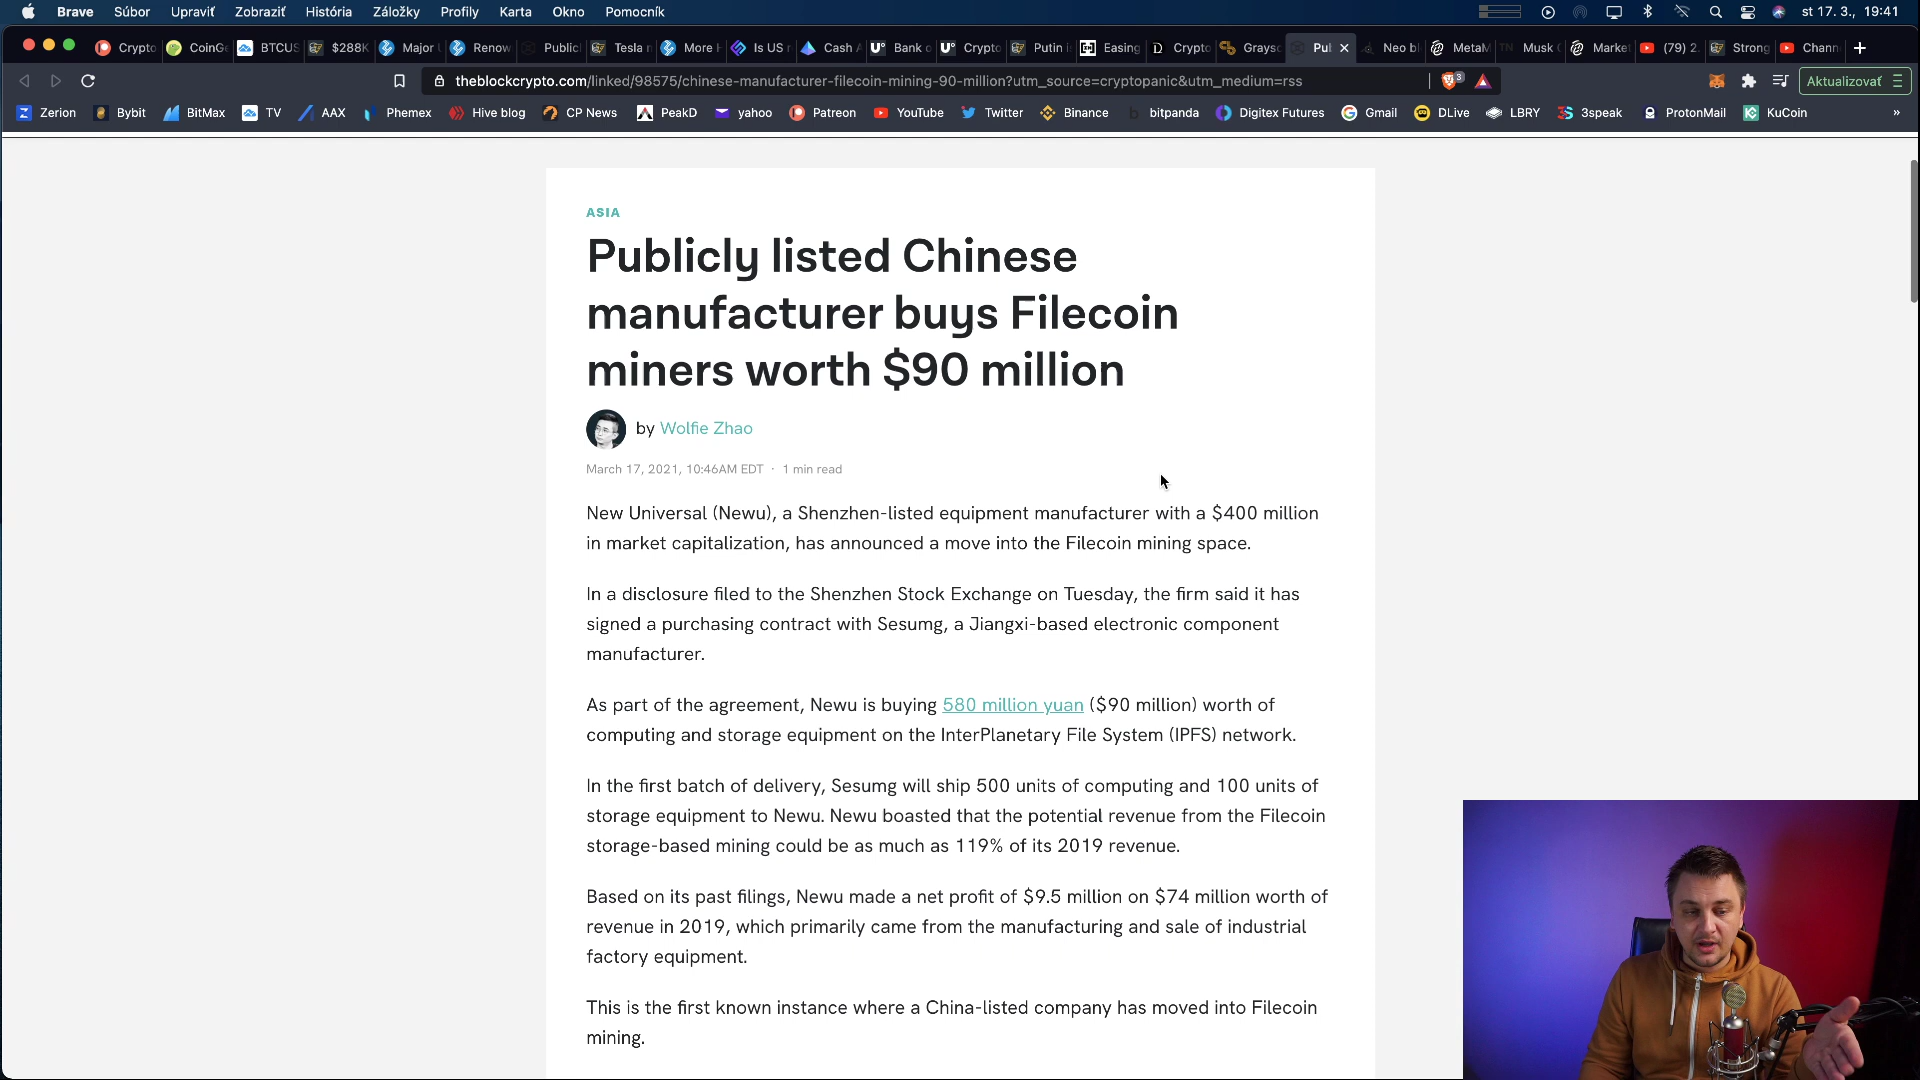 Brave Súbor Upraviť Zobraziť História Záložky Profily Karta Okno Pomocník st 17. 3., 19:41
Crypto CoinGe BTCUS $288K Major Renow Public Tesla r More H Is US r Cash A Bank o Crypto Putin i Easing Crypto Graysc Pul Neo bl MetaM Musk Market (79) 2. Strong Chann
theblockcrypto.com/linked/98575/chinese-manufacturer-filecoin-mining-90-million?utm_source=cryptopanic&utm_medium=rss 3 Aktualizovať
Zerion Bybit BitMax TV AAX Phemex Hive blog CP News PeakD yahoo Patreon YouTube Twitter Binance bitpanda Digitex Futures Gmail DLive LBRY 3speak ProtonMail KuCoin »
ASIA
Publicly listed Chinese
manufacturer buys Filecoin
miners worth $90 million
by Wolfie Zhao
March 17, 2021, 10:46AM EDT · 1 min read
New Universal (Newu), a Shenzhen-listed equipment manufacturer with a $400 million
in market capitalization, has announced a move into the Filecoin mining space.
In a disclosure filed to the Shenzhen Stock Exchange on Tuesday, the firm said it has
signed a purchasing contract with Sesumg, a Jiangxi-based electronic component
manufacturer.
As part of the agreement, Newu is buying 580 million yuan ($90 million) worth of
computing and storage equipment on the InterPlanetary File System (IPFS) network.
In the first batch of delivery, Sesumg will ship 500 units of computing and 100 units of
storage equipment to Newu. Newu boasted that the potential revenue from the Filecoin
storage-based mining could be as much as 119% of its 2019 revenue.
Based on its past filings, Newu made a net profit of $9.5 million on $74 million worth of
revenue in 2019, which primarily came from the manufacturing and sale of industrial
factory equipment.
This is the first known instance where a China-listed company has moved into Filecoin
mining.